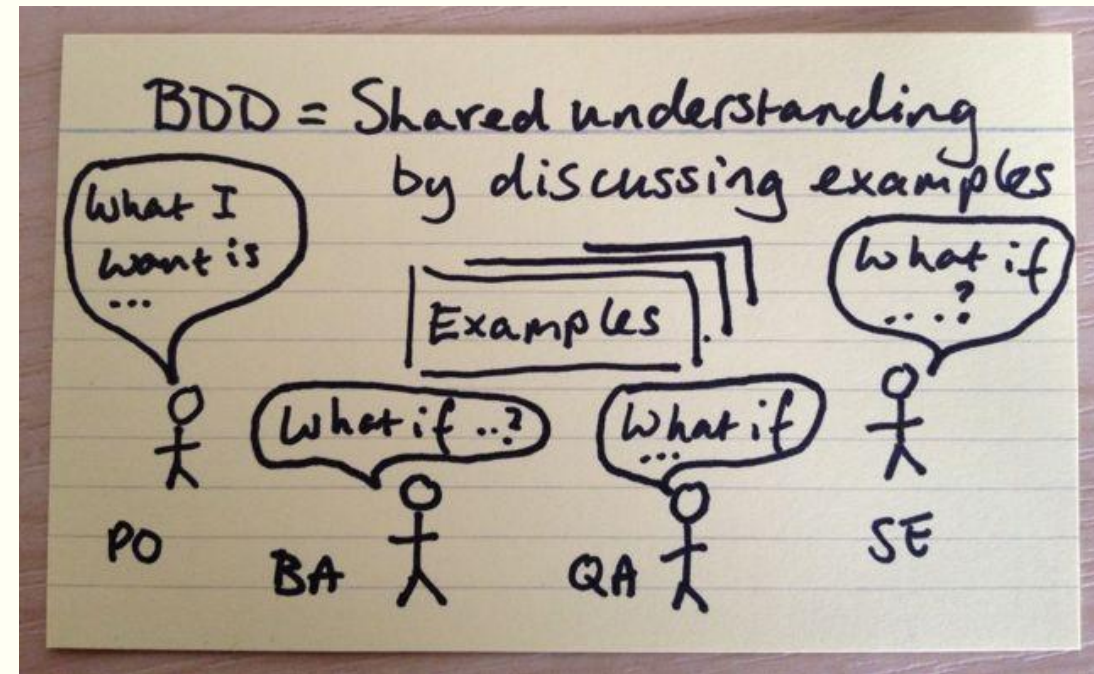 BDD = Shared understanding
by discussing examples
What I
want is
...
Examples
What if
....?
What if ..?
What if
...
PO
BA
QA
SE